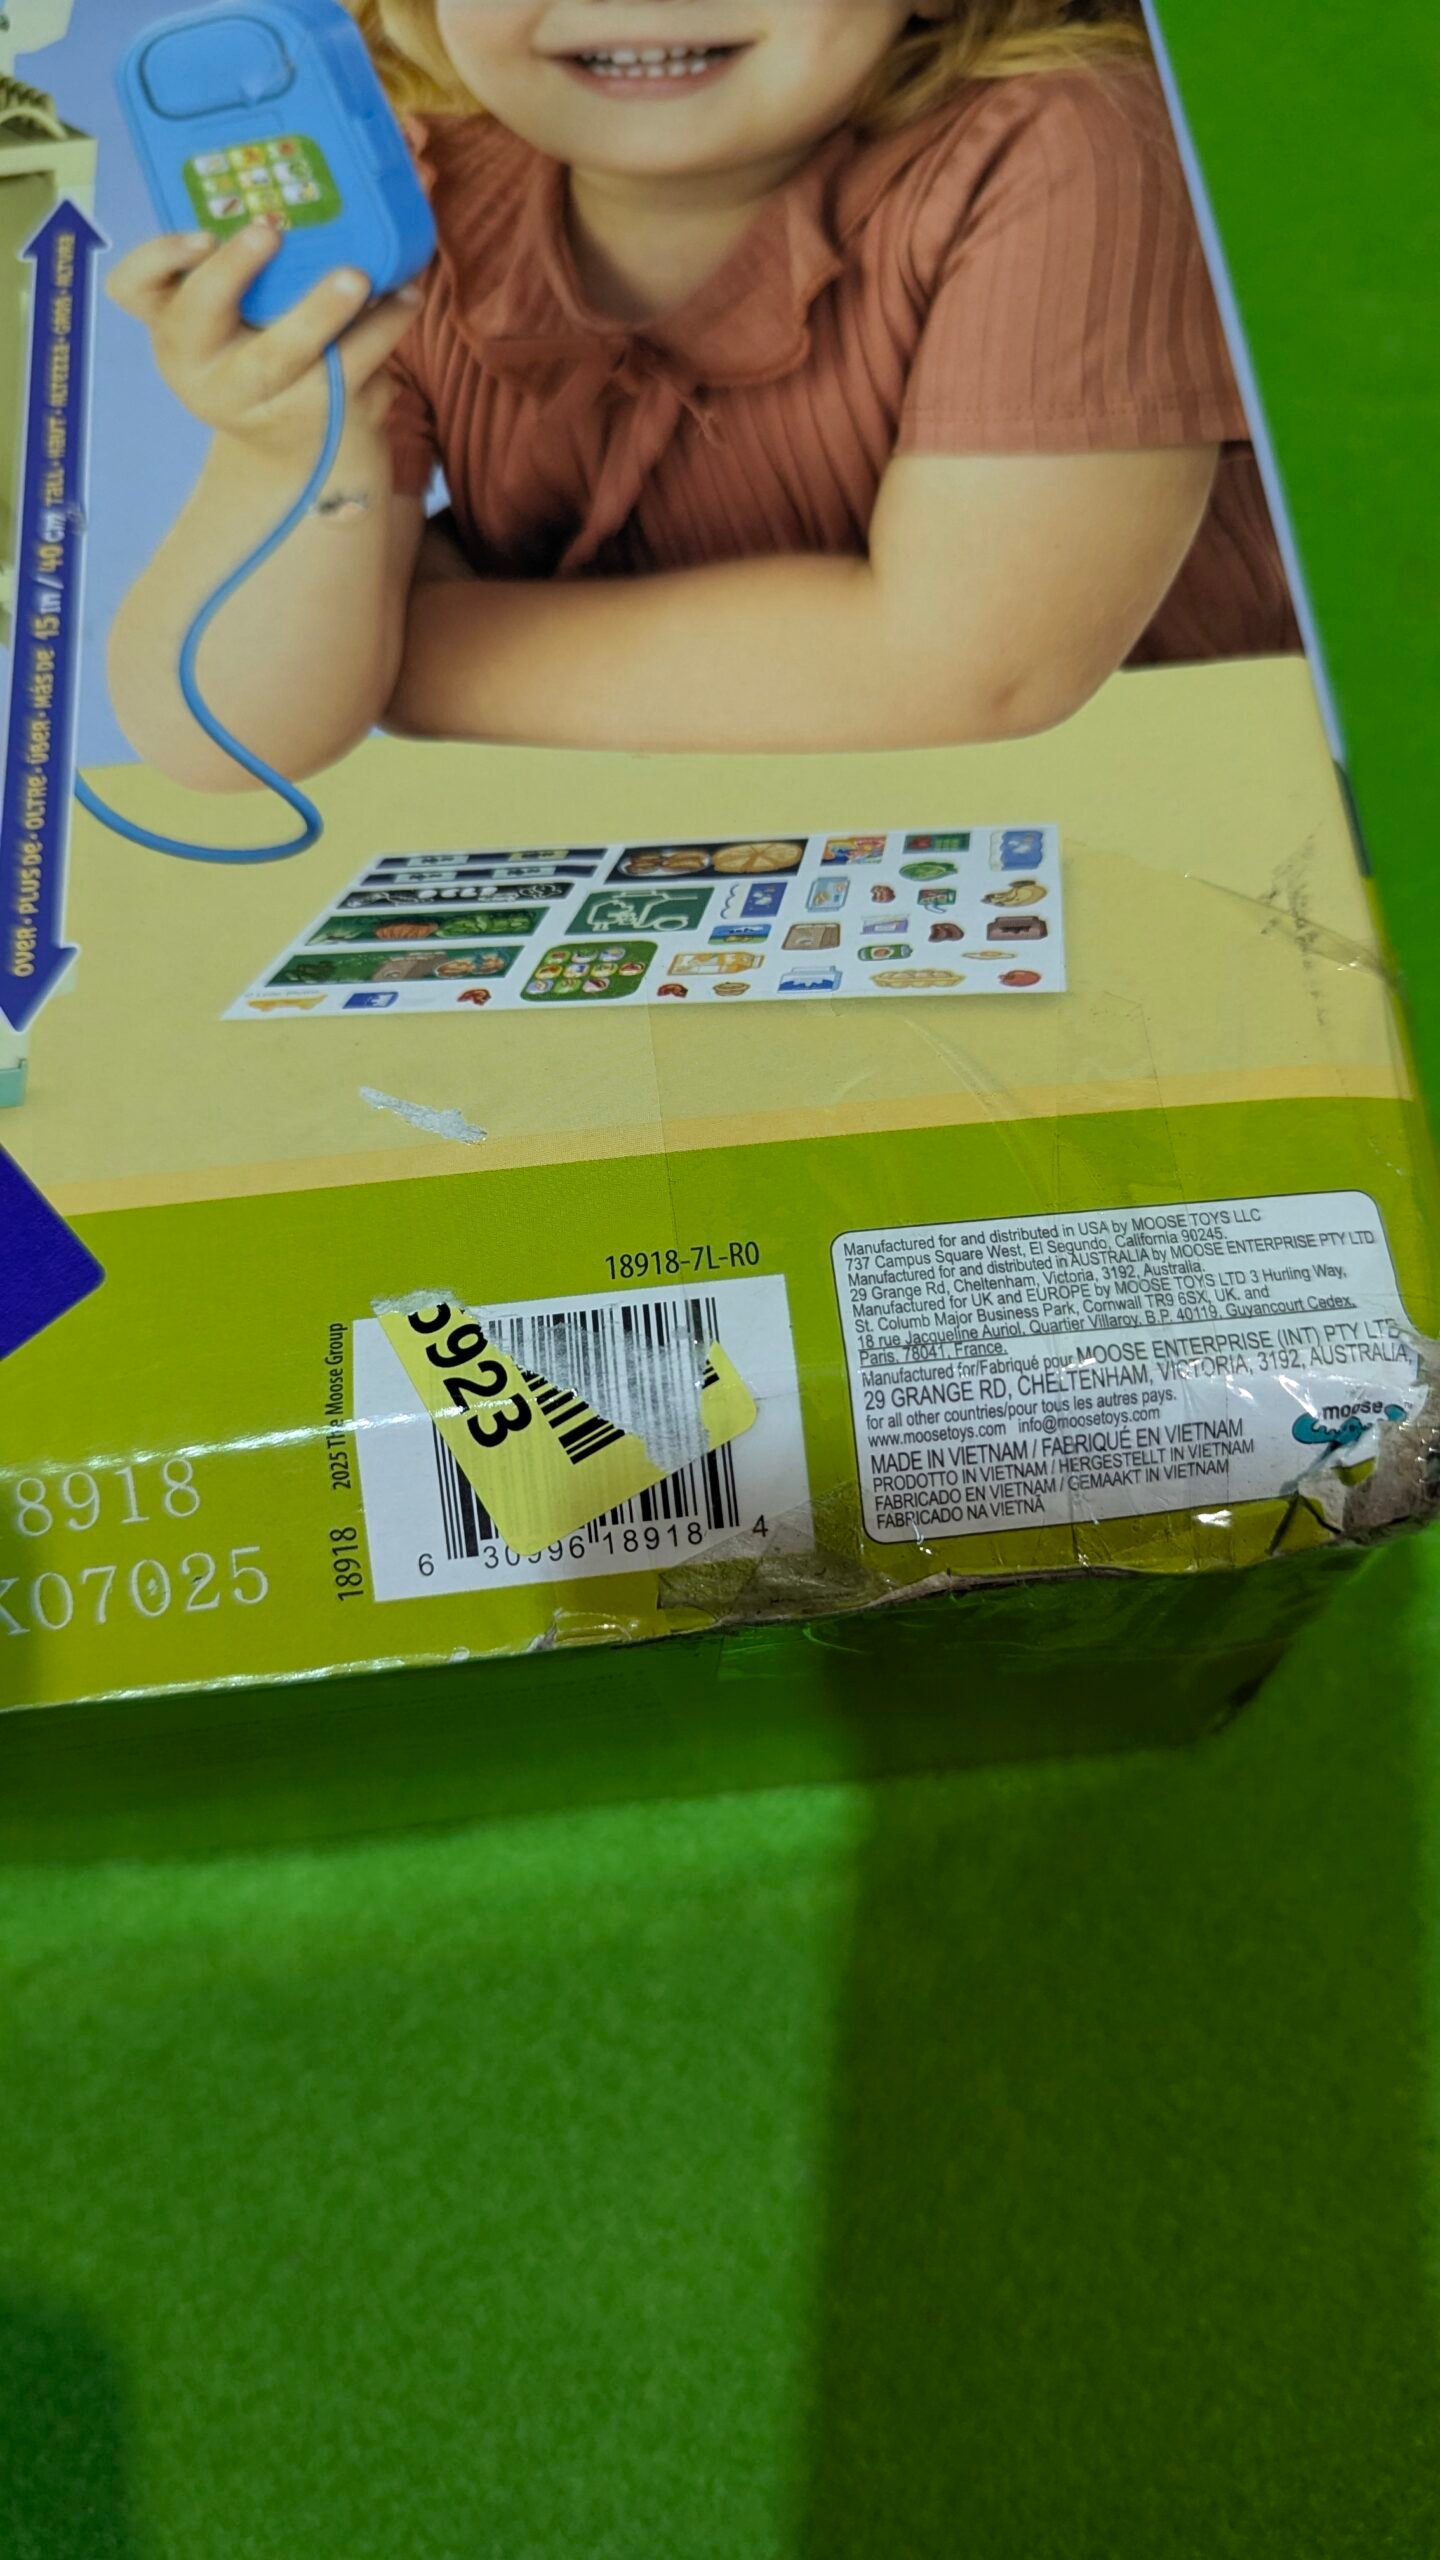 OVER • PLUS DE • OLTRE • ÜBER • MÁS DE 15 in / 40 cm TALL • HAUT • ALTEZZA • GROß • ALTURA
18918-7L-R0
2025 The Moose Group
18918
5923
6 30996 18918 4
8918
K07025
Manufactured for and distributed in USA by MOOSE TOYS LLC
737 Campus Square West, El Segundo, California 90245.
Manufactured for and distributed in AUSTRALIA by MOOSE ENTERPRISE PTY LTD
29 Grange Rd, Cheltenham, Victoria, 3192, Australia.
Manufactured for UK and EUROPE by MOOSE TOYS LTD 3 Hurling Way,
St. Columb Major Business Park, Cornwall TR9 6SX, UK. and
18 rue Jacqueline Auriol, Quartier Villaroy, B.P. 40119, Guyancourt Cedex,
Paris, 78041, France.
Manufactured for/Fabriqué pour MOOSE ENTERPRISE (INT) PTY LTD
29 GRANGE RD, CHELTENHAM, VICTORIA, 3192, AUSTRALIA,
for all other countries/pour tous les autres pays.
www.moosetoys.com info@moosetoys.com
MADE IN VIETNAM / FABRIQUÉ EN VIETNAM
PRODOTTO IN VIETNAM / HERGESTELLT IN VIETNAM
FABRICADO EN VIETNAM / GEMAAKT IN VIETNAM
FABRICADO NA VIETNÃ
moose